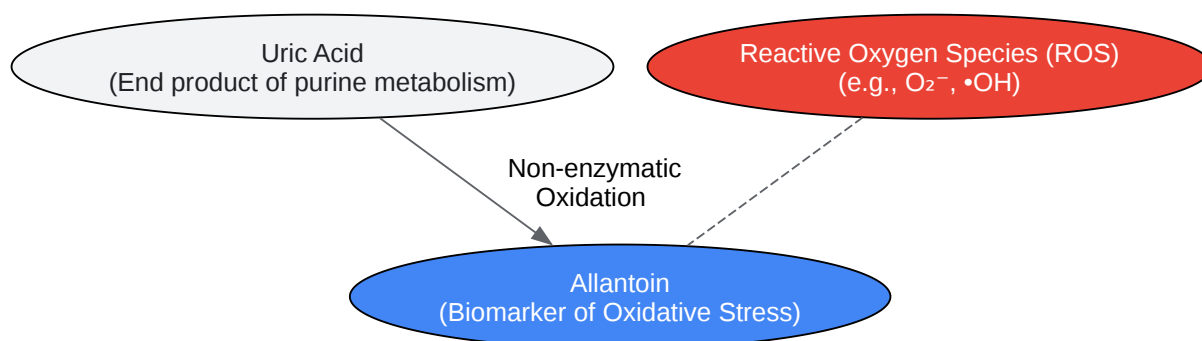 Uric Acid
(End product of purine metabolism)
Reactive Oxygen Species (ROS)
(e.g., O₂⁻, •OH)
Non-enzymatic
Oxidation
Allantoin
(Biomarker of Oxidative Stress)